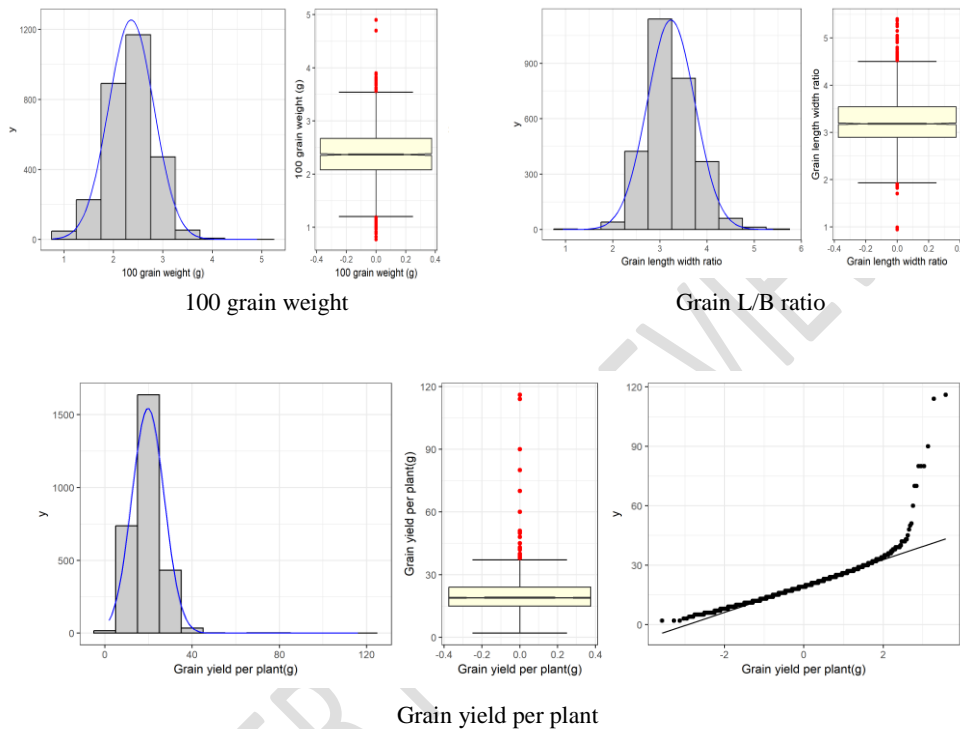 1200
800
400
0
y
1 2 3 4 5
100 grain weight (g)
5
4
3
2
1
100 grain weight (g)
-0.4 -0.2 0.0 0.2 0.4
100 grain weight (g)
900
600
300
0
y
1 2 3 4 5 6
Grain length width ratio
5
4
3
2
1
Grain length width ratio
-0.4 -0.2 0.0 0.2 0.4
Grain length width ratio
100 grain weight
Grain L/B ratio
1500
1000
500
0
y
0 40 80 120
Grain yield per plant(g)
120
90
60
30
0
Grain yield per plant(g)
-0.4 -0.2 0.0 0.2 0.4
Grain yield per plant(g)
120
90
60
30
0
y
-2 0 2
Grain yield per plant(g)
Grain yield per plant